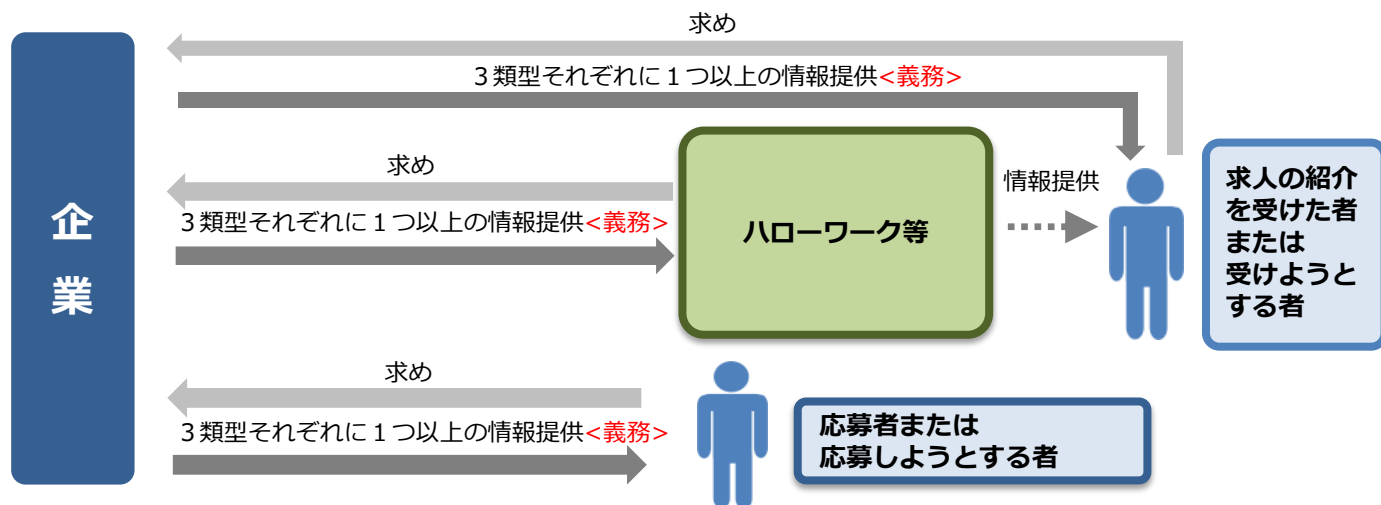 求め
３類型それぞれに１つ以上の情報提供<義務>
企
業
求め
３類型それぞれに１つ以上の情報提供<義務>
ハローワーク等
情報提供
求人の紹介
を受けた者
または
受けようと
する者
求め
３類型それぞれに１つ以上の情報提供<義務>
応募者または
応募しようとする者